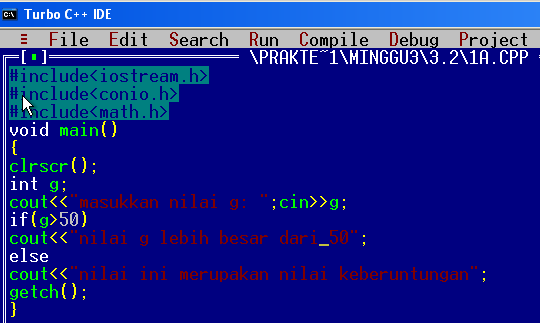 Turbo C++ IDE
≡ File Edit Search Run Compile Debug Project
[■] \PRAKTE~1\MINGGU3\3.2\1A.CPP
#include<iostream.h>
#include<conio.h>
#include<math.h>
void main()
{
clrscr();
int g;
cout<<"masukkan nilai g: ";cin>>g;
if(g>50)
cout<<"nilai g lebih besar dari_50";
else
cout<<"nilai ini merupakan nilai keberuntungan";
getch();
}